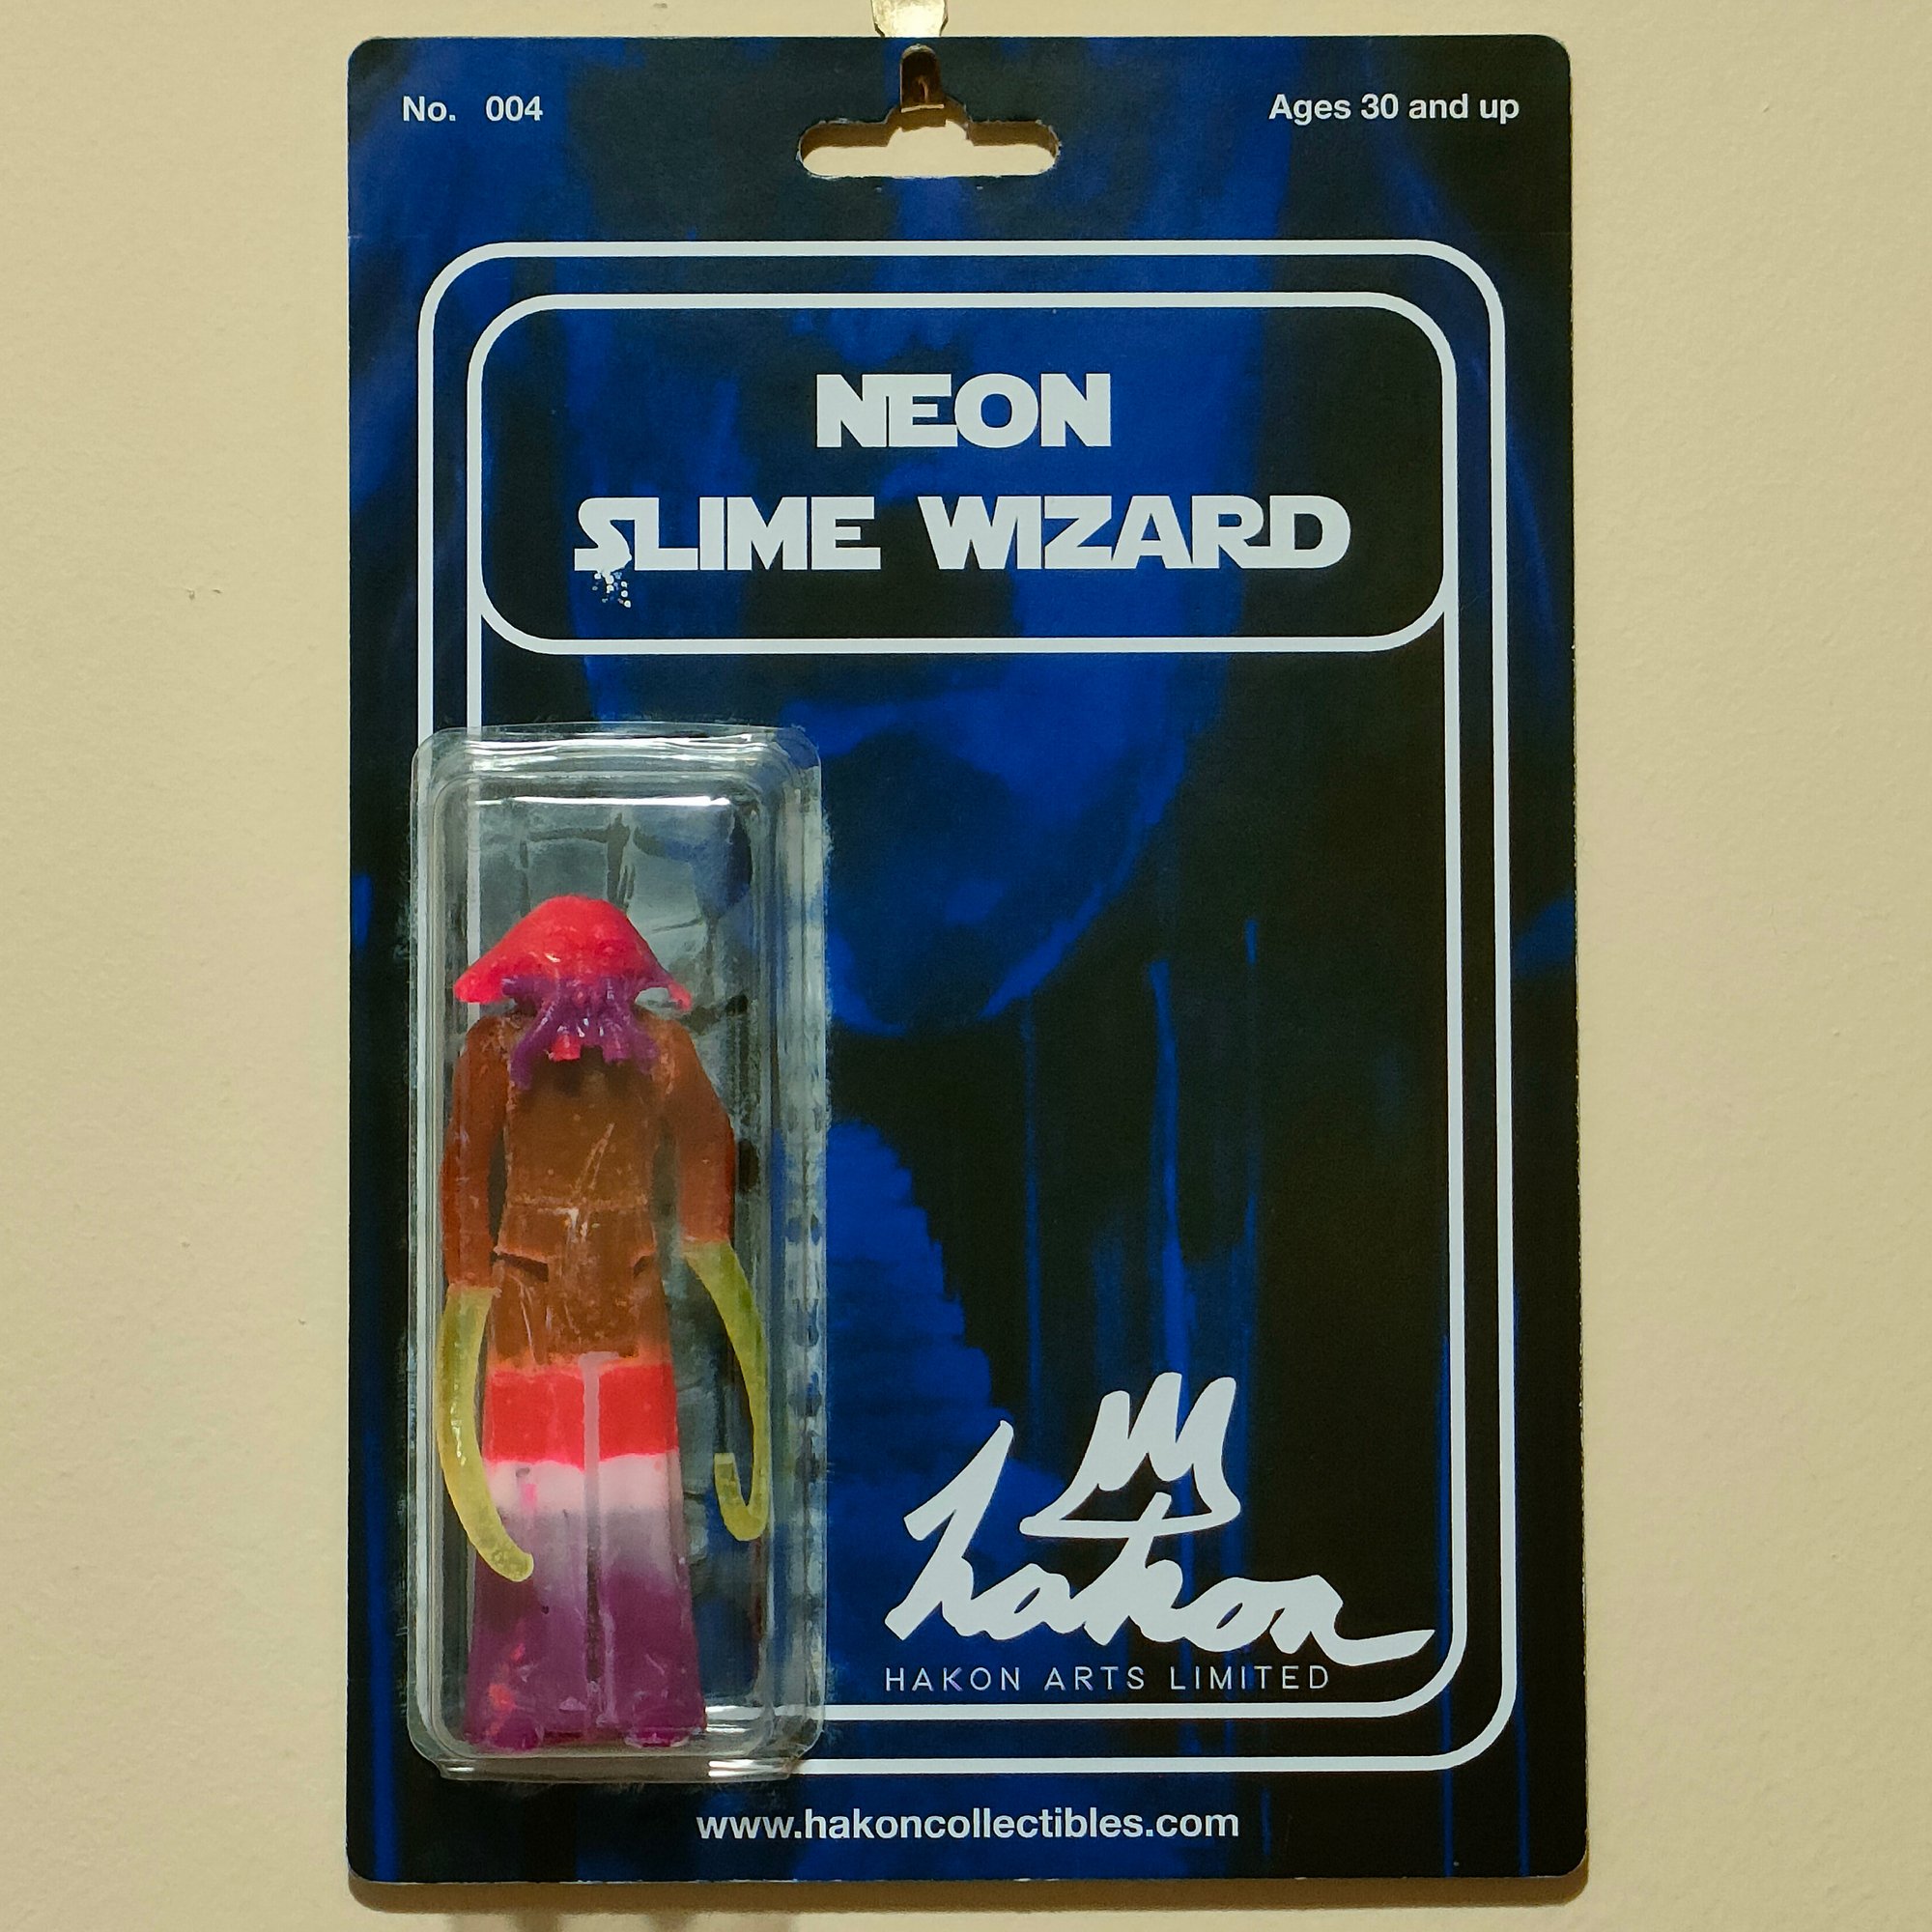 No. 004
Ages 30 and up
NEON
SLIME WIZARD
hakon
HAKON ARTS LIMITED
www.hakoncollectibles.com